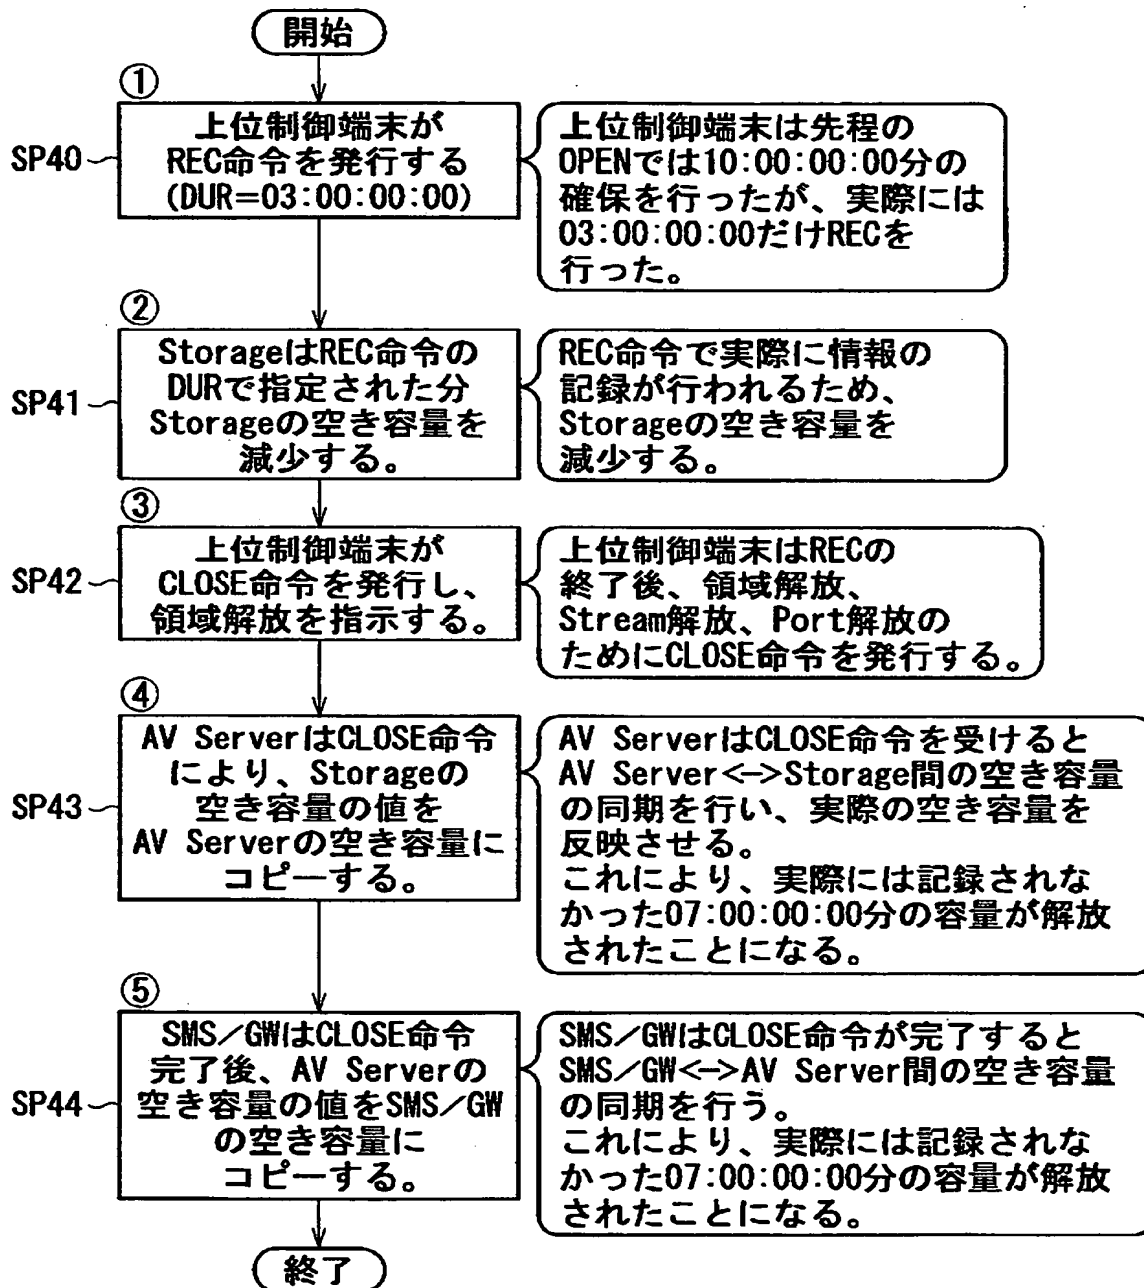 開始
①
SP40
上位制御端末が
REC命令を発行する
(DUR=03:00:00:00)
上位制御端末は先程の
OPENでは10:00:00:00分の
確保を行ったが、実際には
03:00:00:00だけRECを
行った。
②
SP41
StorageはREC命令の
DURで指定された分
Storageの空き容量を
減少する。
REC命令で実際に情報の
記録が行われるため、
Storageの空き容量を
減少する。
③
SP42
上位制御端末が
CLOSE命令を発行し、
領域解放を指示する。
上位制御端末はRECの
終了後、領域解放、
Stream解放、Port解放の
ためにCLOSE命令を発行する。
④
SP43
AV ServerはCLOSE命令
により、Storageの
空き容量の値を
AV Serverの空き容量に
コピーする。
AV ServerはCLOSE命令を受けると
AV Server<->Storage間の空き容量
の同期を行い、実際の空き容量を
反映させる。
これにより、実際には記録されな
かった07:00:00:00分の容量が解放
されたことになる。
⑤
SP44
SMS/GWはCLOSE命令
完了後、AV Serverの
空き容量の値をSMS/GW
の空き容量に
コピーする。
SMS/GWはCLOSE命令が完了すると
SMS/GW<->AV Server間の空き容量
の同期を行う。
これにより、実際には記録されな
かった07:00:00:00分の容量が解放
されたことになる。
終了